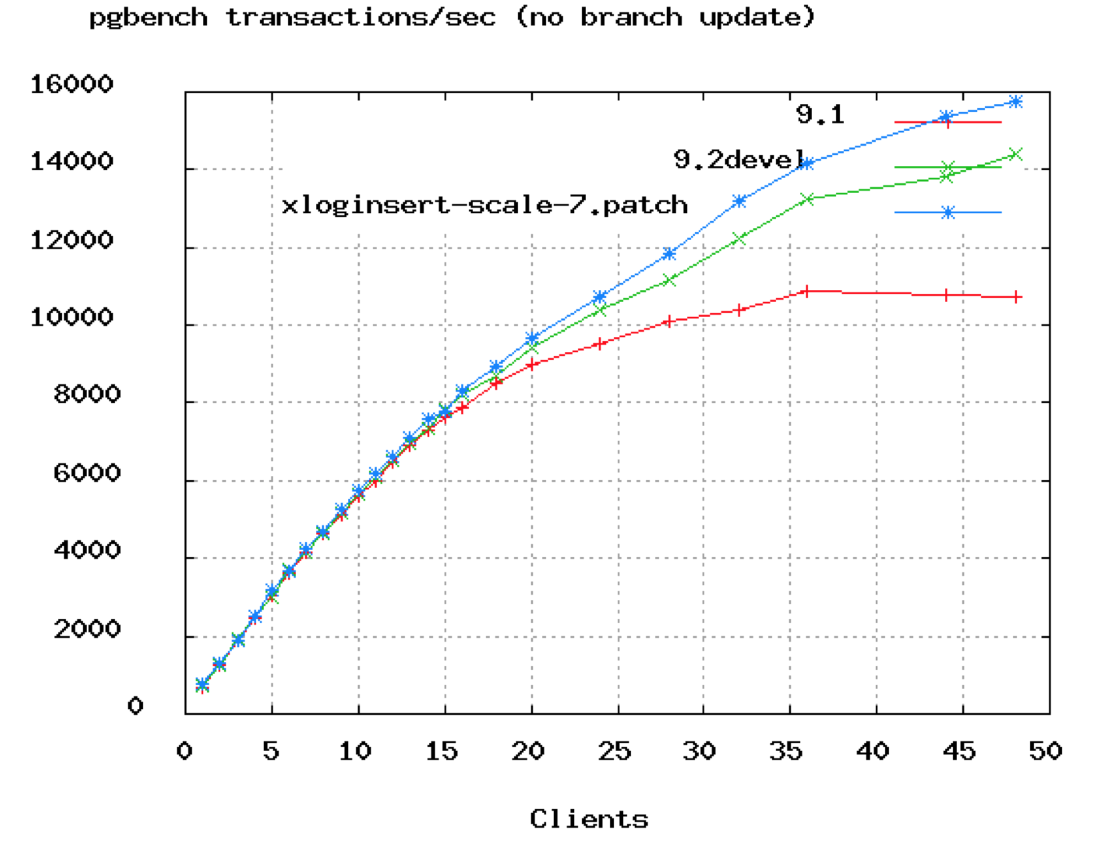 pgbench transactions/sec (no branch update)
16000
9.1
14000
9.2devel
xloginsert-scale-7.patch
12000
10000
8000
6000
4000
2000
0
0 5 10 15 20 25 30 35 40 45 50
Clients